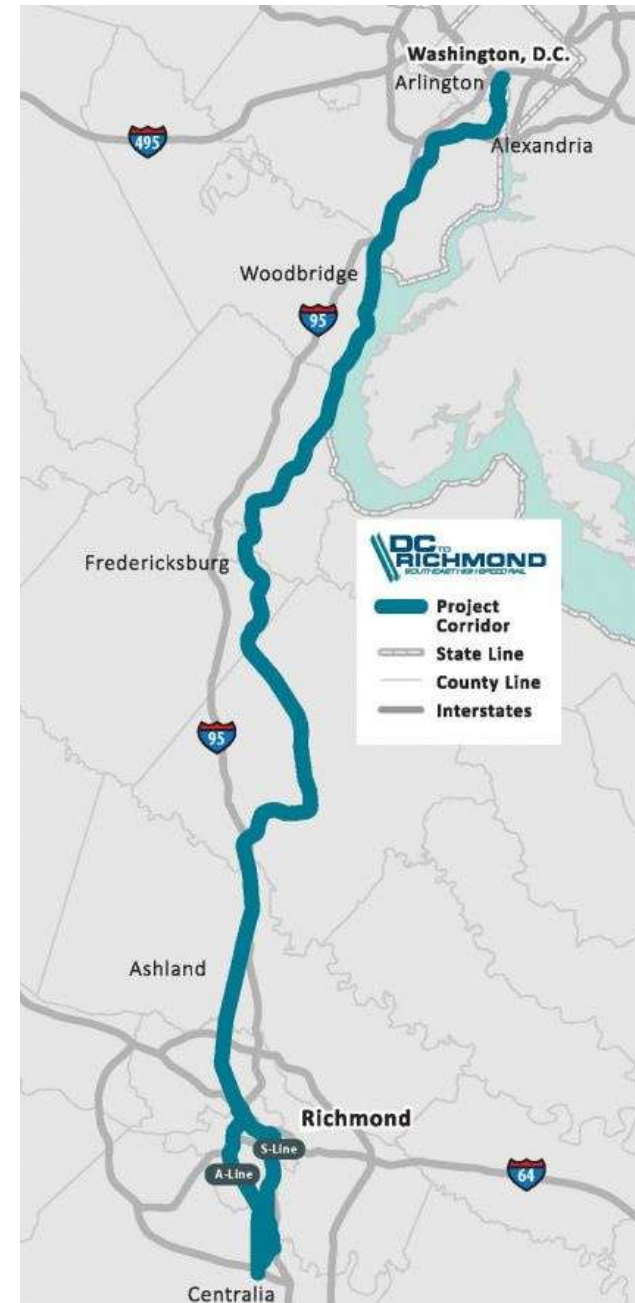 Washington, D.C.
Arlington
495
Alexandria
Woodbridge
95
DC TO
RICHMOND
SOUTHEAST HIGH SPEED RAIL
Fredericksburg
Project
Corridor
State Line
County Line
Interstates
95
Ashland
Richmond
S-Line
A-Line
64
Centralia